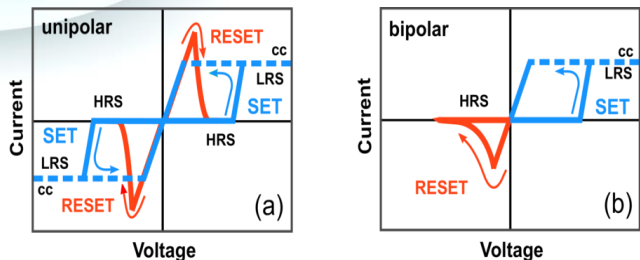 unipolar
RESET
cc
LRS
HRS
SET
SET
HRS
LRS
cc
RESET
(a)
Current
Voltage
bipolar
cc
LRS
HRS
SET
RESET
(b)
Current
Voltage